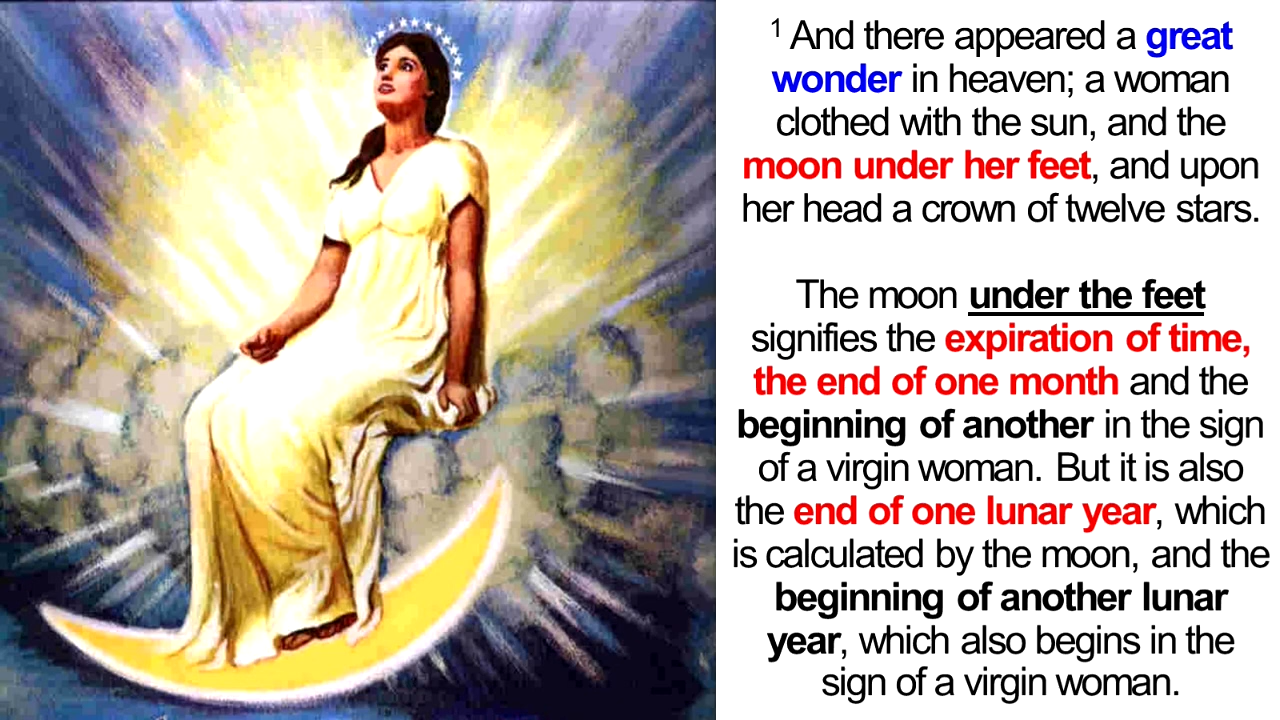 1 And there appeared a great
wonder in heaven; a woman
clothed with the sun, and the
moon under her feet, and upon
her head a crown of twelve stars.
The moon under the feet
signifies the expiration of time,
the end of one month and the
beginning of another in the sign
of a virgin woman. But it is also
the end of one lunar year, which
is calculated by the moon, and the
beginning of another lunar
year, which also begins in the
sign of a virgin woman.